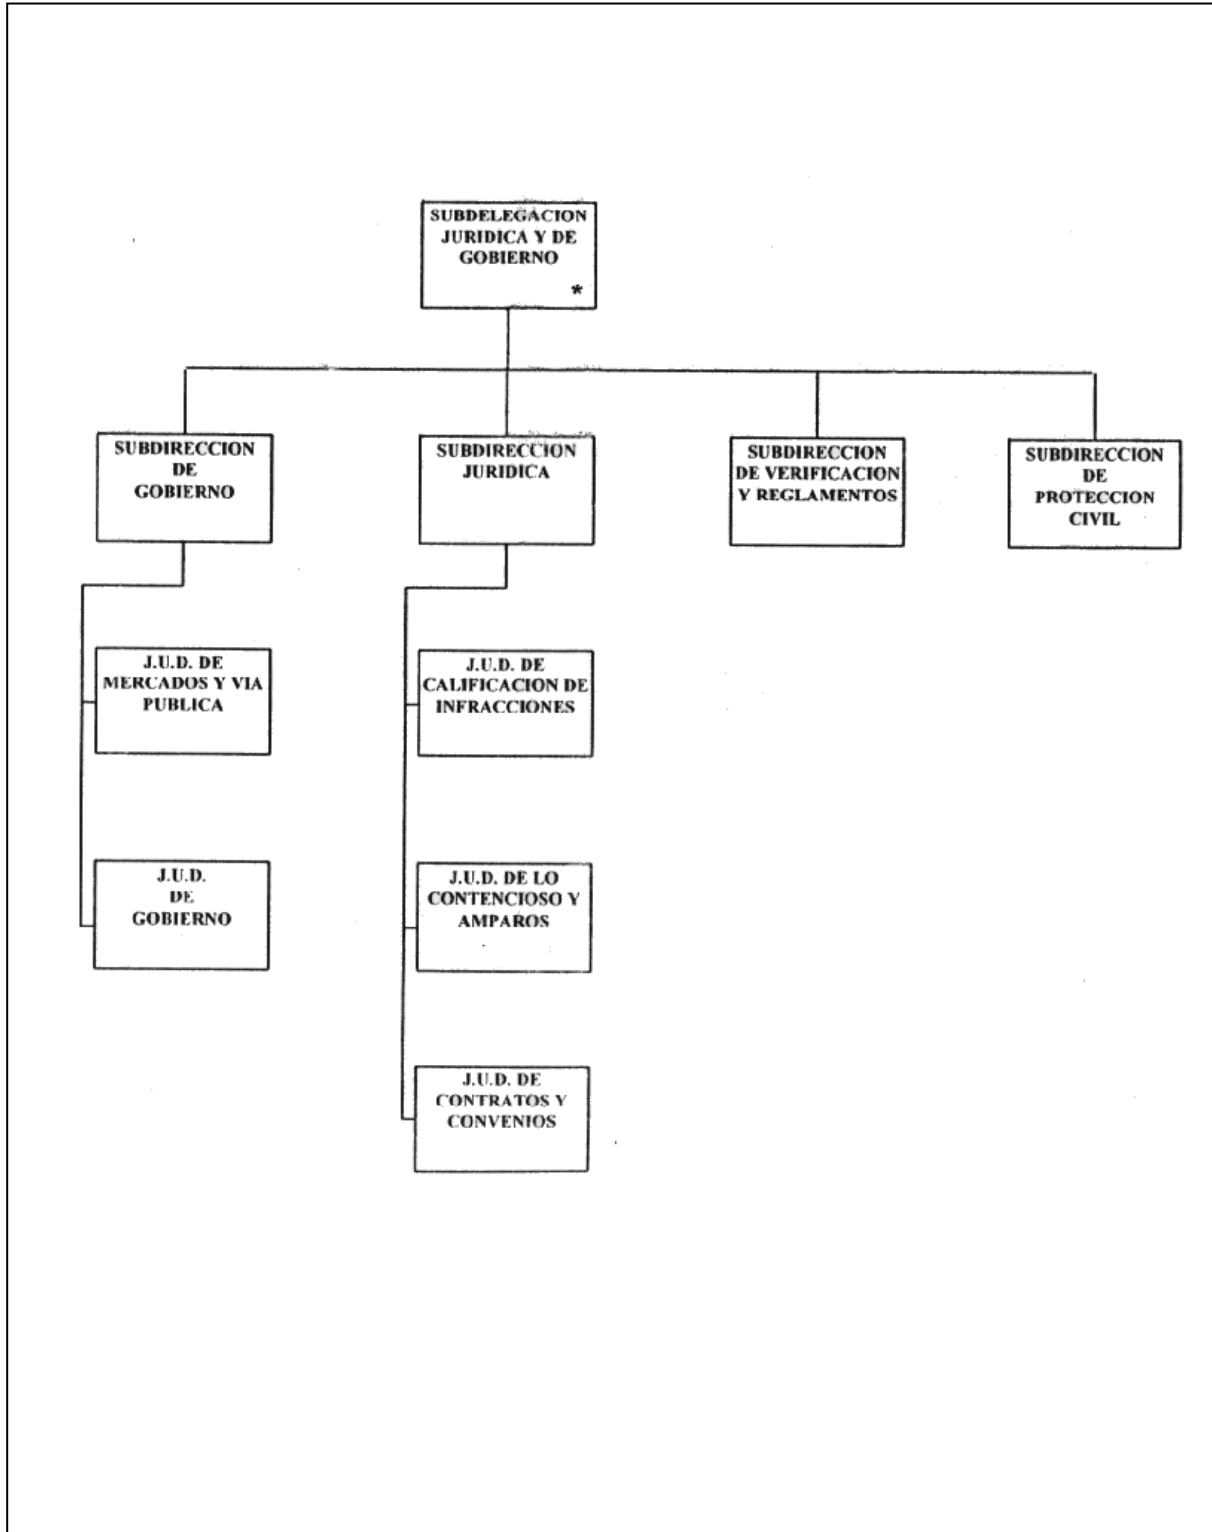 SUBDELEGACION
JURIDICA Y DE
GOBIERNO
*
SUBDIRECCION
DE
GOBIERNO
SUBDIRECCION
JURIDICA
SUBDIRECCION
DE VERIFICACION
Y REGLAMENTOS
SUBDIRECCION
DE
PROTECCION
CIVIL
J.U.D. DE
MERCADOS Y VIA
PUBLICA
J.U.D. DE
CALIFICACION DE
INFRACCIONES
J.U.D.
DE
GOBIERNO
J.U.D. DE LO
CONTENCIOSO Y
AMPAROS
J.U.D. DE
CONTRATOS Y
CONVENIOS